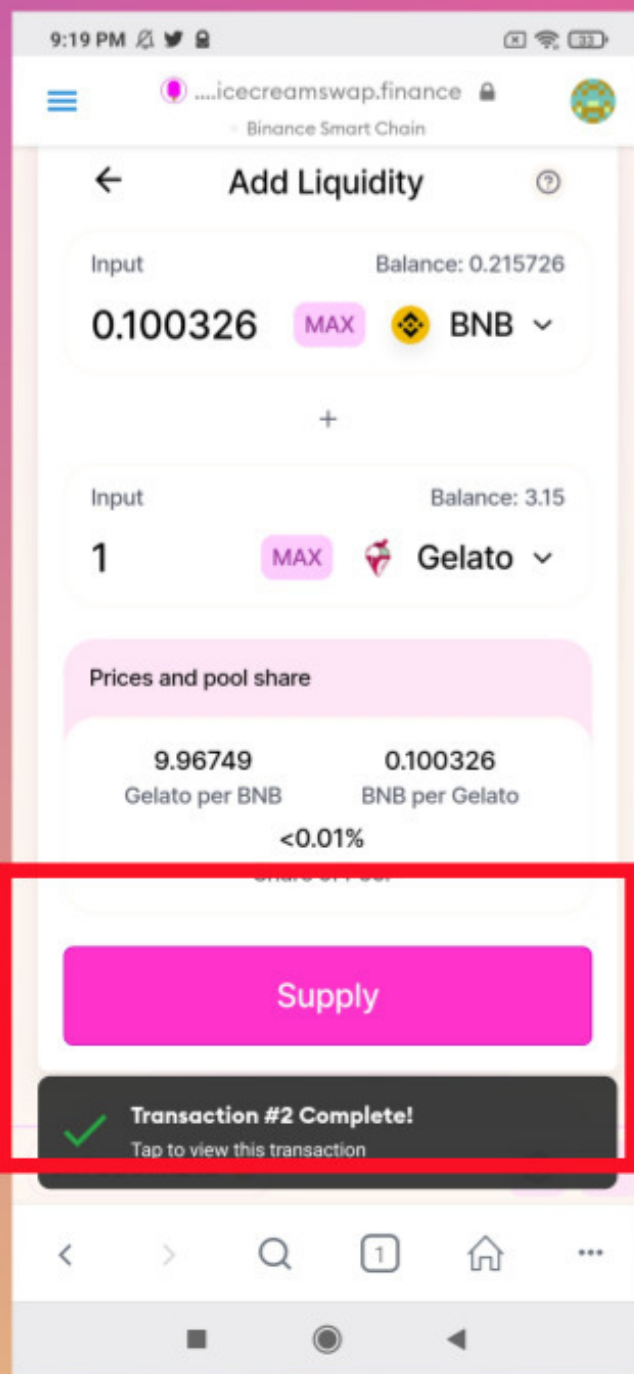 9:19 PM
33
....icecreamswap.finance
Binance Smart Chain
Add Liquidity
Input
Balance: 0.215726
0.100326
MAX
BNB
+
Input
Balance: 3.15
1
MAX
Gelato
Prices and pool share
9.96749
0.100326
Gelato per BNB
BNB per Gelato
<0.01%
Supply
Transaction #2 Complete!
Tap to view this transaction
1